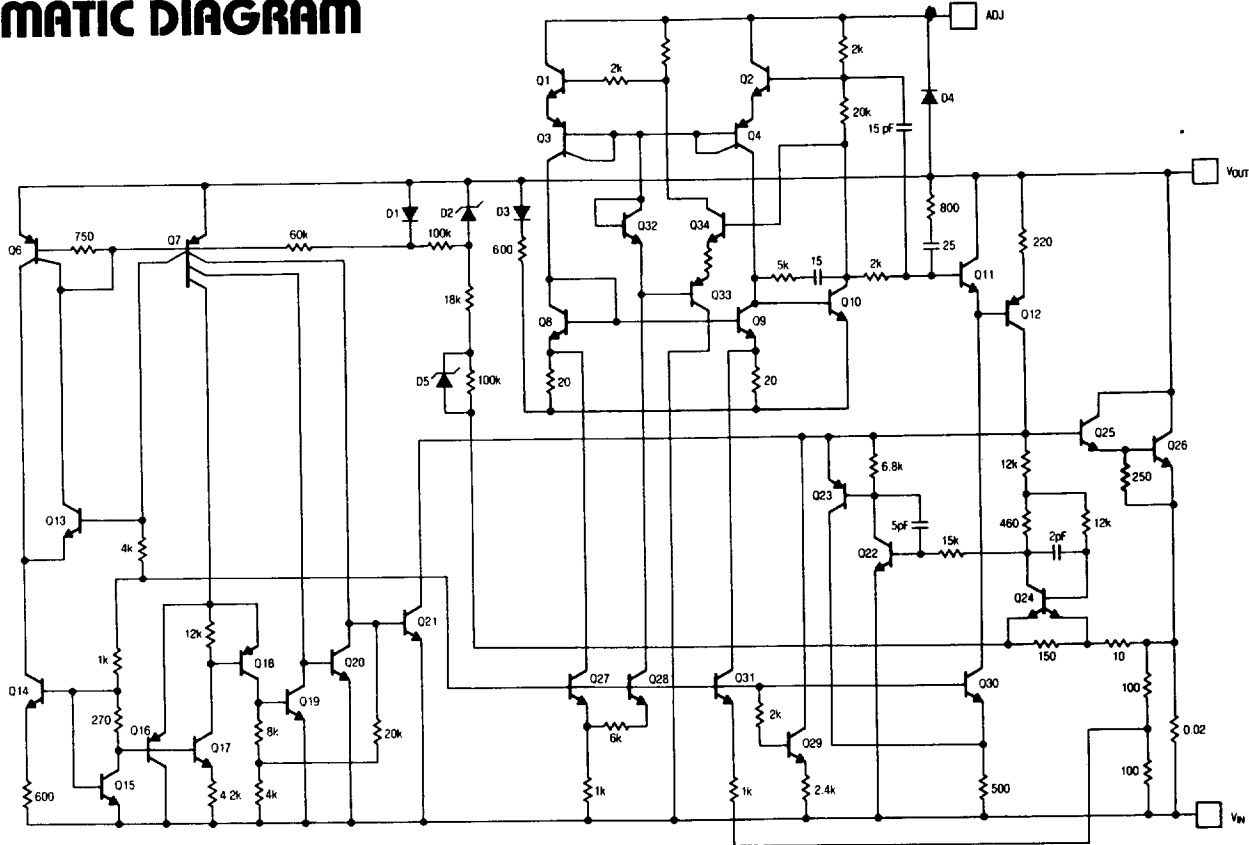 MATIC DIAGRAM
ADJ
2k
Q1
2k
Q2
20k
D4
15 pF
Q3
Q4
VOUT
D1
D2
D3
Q32
Q34
800
Q6
750
Q7
60k
100k
600
25
220
5k
15
2k
Q11
18k
Q33
Q10
Q12
Q8
Q9
D5
100k
20
20
Q25
Q26
6.8k
12k
250
Q23
Q13
5pF
460
12k
4k
Q22
15k
2pF
Q24
Q21
12k
1k
Q18
Q20
150
10
Q14
Q27
Q28
Q31
Q30
100
270
Q19
2k
Q16
Q17
8k
20k
6k
Q29
0.02
Q15
600
4.2k
4k
1k
1k
2.4k
500
100
VIN